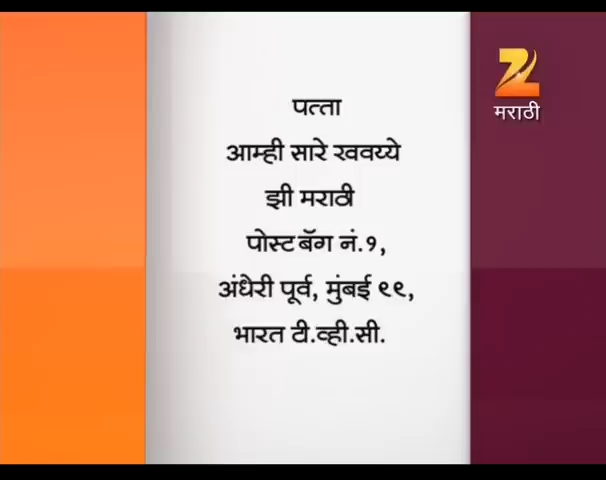 पत्ता
आम्ही सारे खवय्ये
झी मराठी
पोस्ट बॅग नं.१,
अंधेरी पूर्व, मुंबई ९९,
भारत टी.व्ही.सी.
मराठी